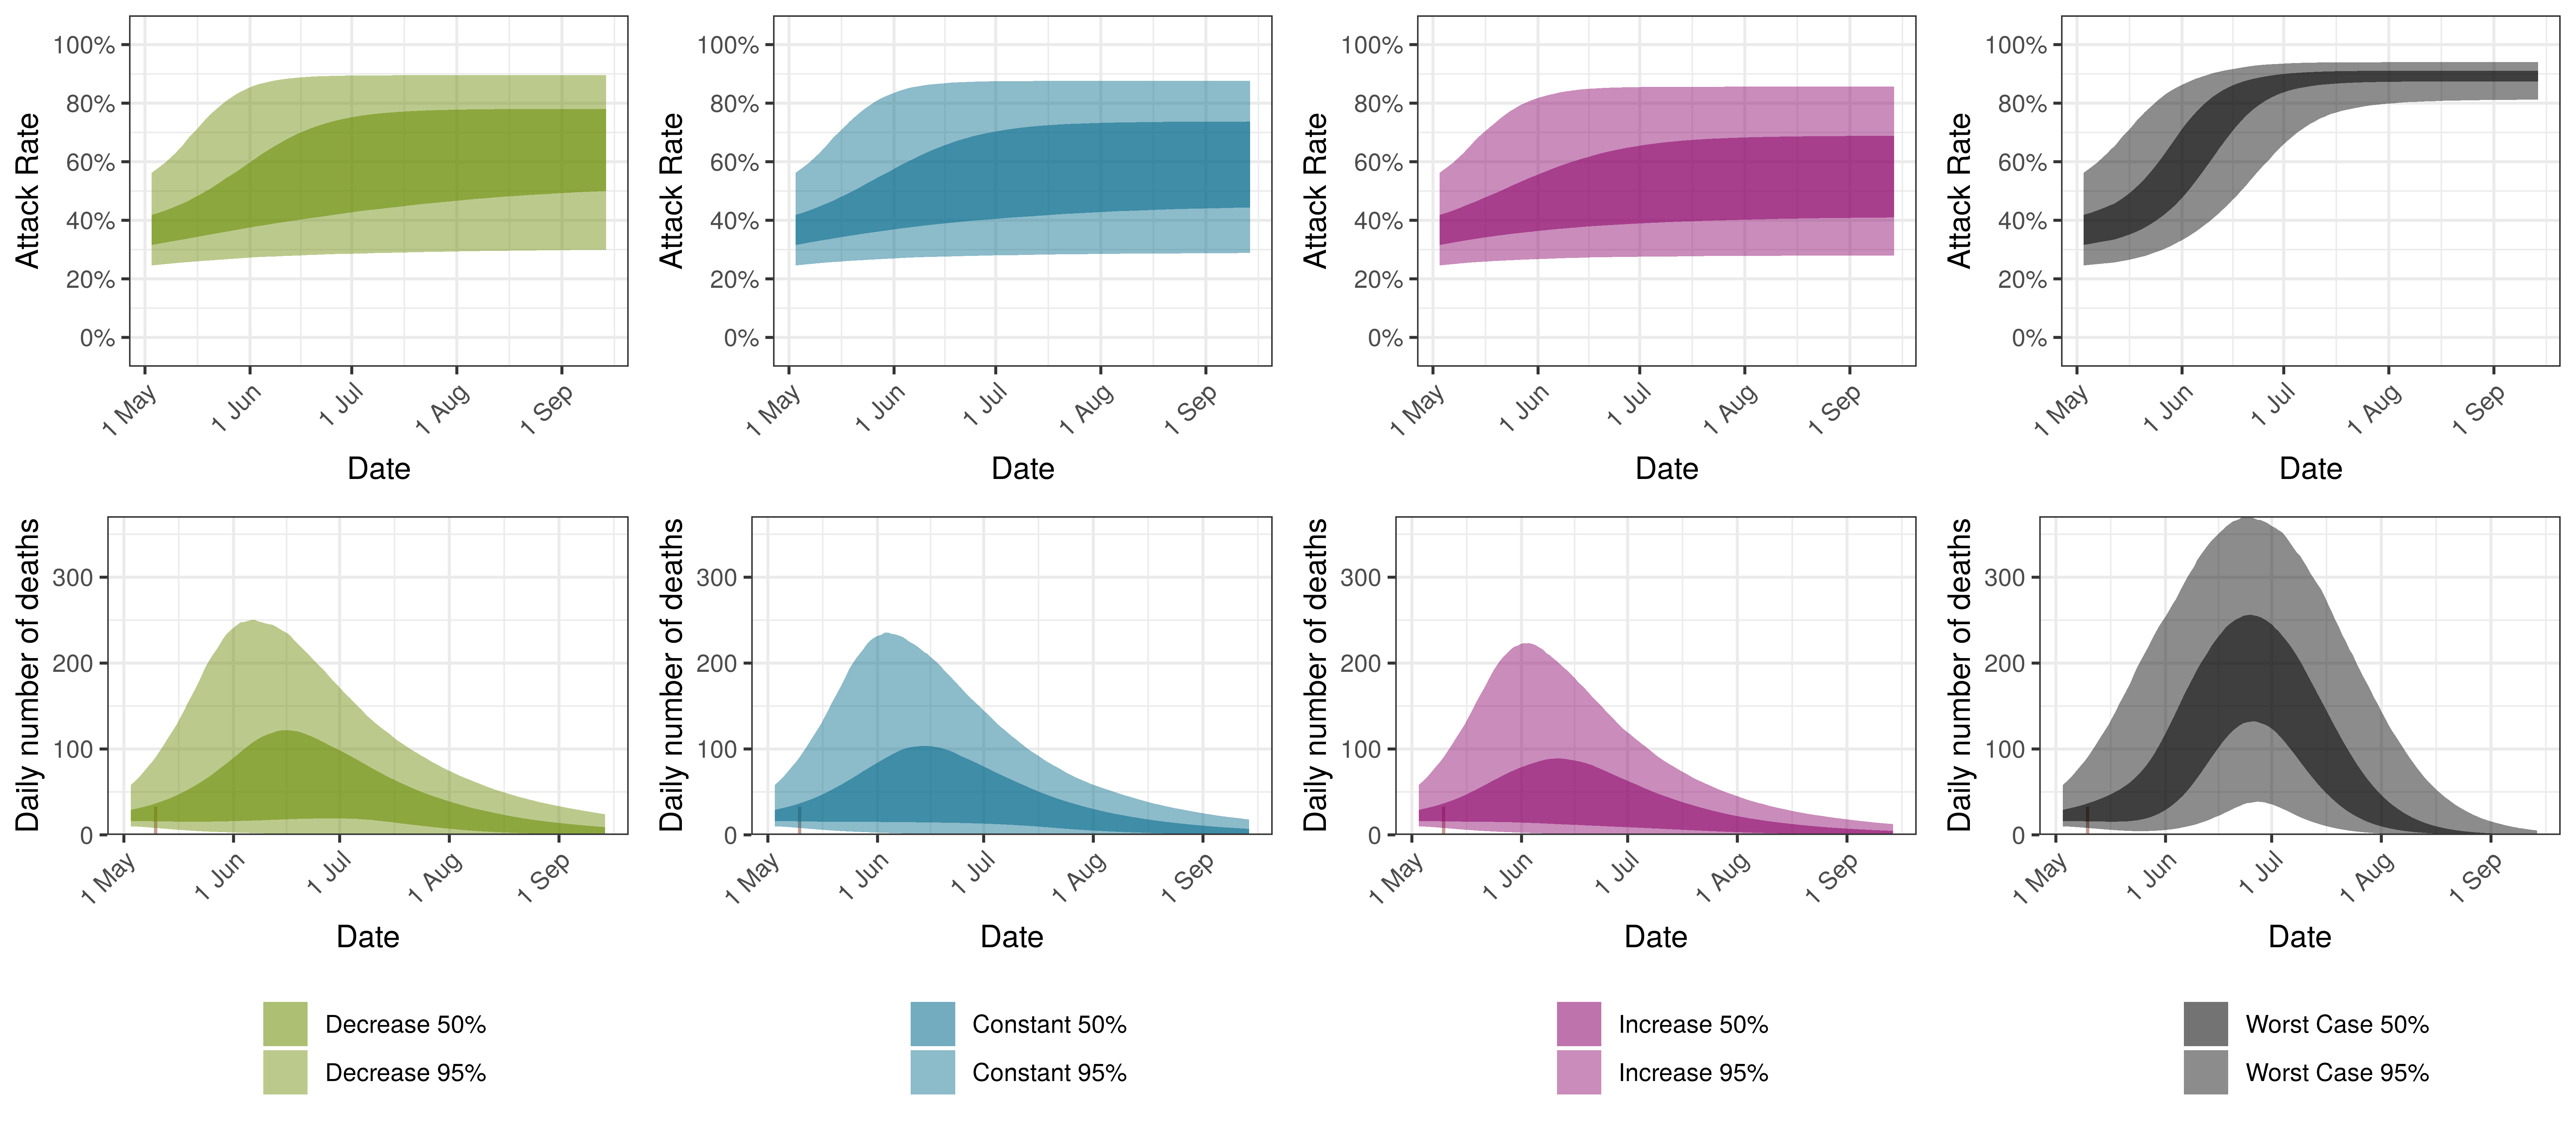 Attack Rate
100%
80%
60%
40%
20%
0%
1 May
1 Jun
1 Jul
1 Aug
1 Sep
Date
Attack Rate
100%
80%
60%
40%
20%
0%
1 May
1 Jun
1 Jul
1 Aug
1 Sep
Date
Attack Rate
100%
80%
60%
40%
20%
0%
1 May
1 Jun
1 Jul
1 Aug
1 Sep
Date
Attack Rate
100%
80%
60%
40%
20%
0%
1 May
1 Jun
1 Jul
1 Aug
1 Sep
Date
Daily number of deaths
300
200
100
0
1 May
1 Jun
1 Jul
1 Aug
1 Sep
Date
Daily number of deaths
300
200
100
0
1 May
1 Jun
1 Jul
1 Aug
1 Sep
Date
Daily number of deaths
300
200
100
0
1 May
1 Jun
1 Jul
1 Aug
1 Sep
Date
Daily number of deaths
300
200
100
0
1 May
1 Jun
1 Jul
1 Aug
1 Sep
Date
Decrease 50%
Decrease 95%
Constant 50%
Constant 95%
Increase 50%
Increase 95%
Worst Case 50%
Worst Case 95%